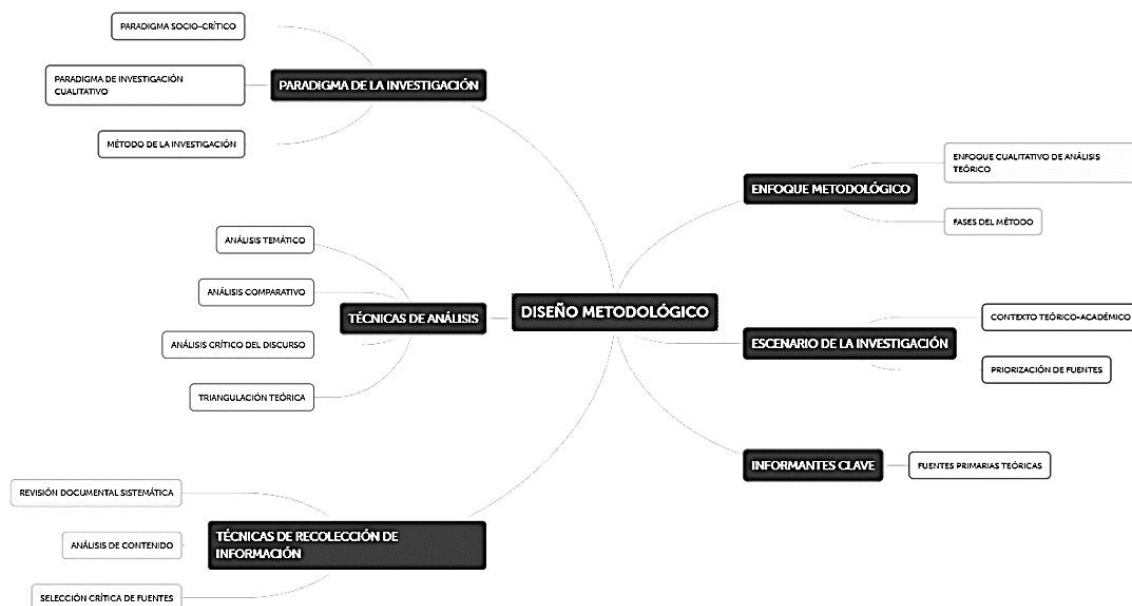 PARADIGMA SOCIO-CRÍTICO
PARADIGMA DE INVESTIGACIÓN
CUALITATIVO
MÉTODO DE LA INVESTIGACIÓN
PARADIGMA DE LA INVESTIGACIÓN
ANÁLISIS TEMÁTICO
ANÁLISIS COMPARATIVO
ANÁLISIS CRÍTICO DEL DISCURSO
TRIANGULACIÓN TEÓRICA
TÉCNICAS DE ANÁLISIS
REVISIÓN DOCUMENTAL SISTEMÁTICA
ANÁLISIS DE CONTENIDO
SELECCIÓN CRÍTICA DE FUENTES
TÉCNICAS DE RECOLECCIÓN DE
INFORMACIÓN
DISEÑO METODOLÓGICO
ENFOQUE METODOLÓGICO
ENFOQUE CUALITATIVO DE ANÁLISIS
TEÓRICO
FASES DEL MÉTODO
ESCENARIO DE LA INVESTIGACIÓN
CONTEXTO TEÓRICO-ACADÉMICO
PRIORIZACIÓN DE FUENTES
INFORMANTES CLAVE
FUENTES PRIMARIAS TEÓRICAS